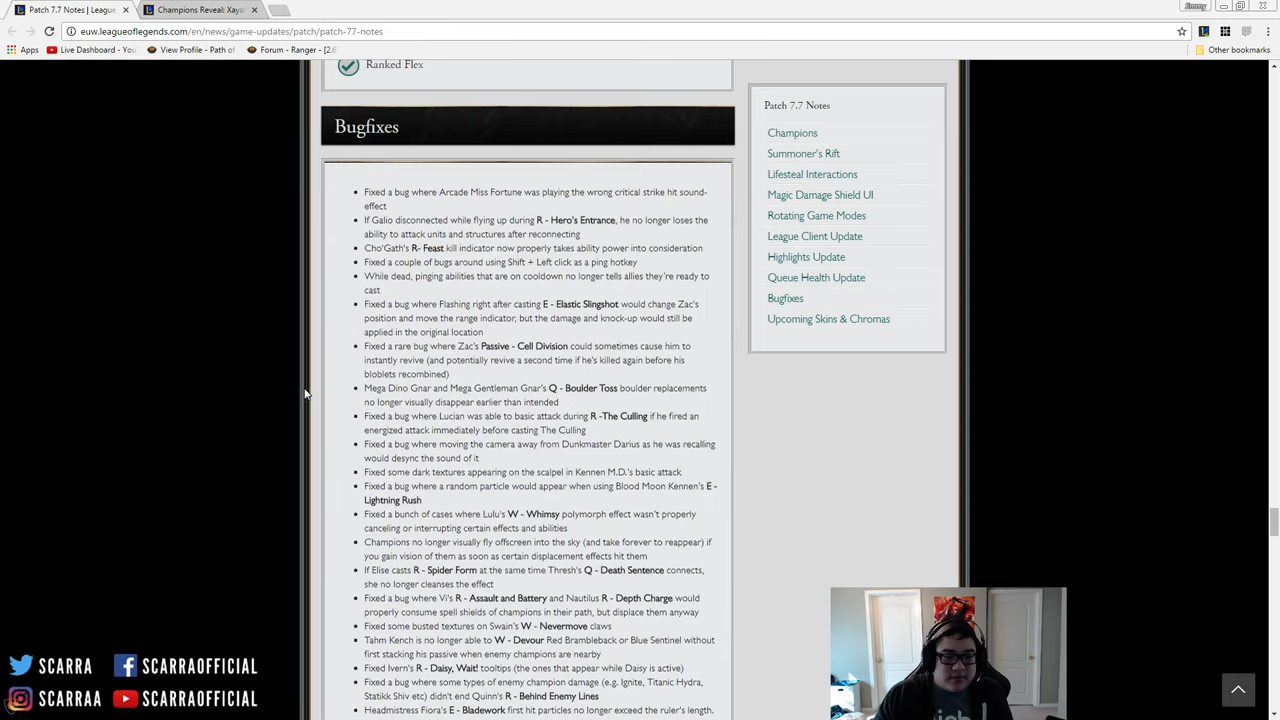 Patch 7.7 Notes | League
Champions Reveal: Xaya
Jimmy
euw.leagueoflegends.com/en/news/game-updates/patch/patch-77-notes
Apps
Live Dashboard - You
View Profile - Path of
Forum - Ranger - [2.6]
Other bookmarks
Ranked Flex
Bugfixes
Fixed a bug where Arcade Miss Fortune was playing the wrong critical strike hit sound-
effect
If Galio disconnected while flying up during R - Hero's Entrance, he no longer loses the
ability to attack units and structures after reconnecting
Cho'Gath's R- Feast kill indicator now properly takes ability power into consideration
Fixed a couple of bugs around using Shift + Left click as a ping hotkey
While dead, pinging abilities that are on cooldown no longer tells allies they're ready to
cast
Fixed a bug where Flashing right after casting E - Elastic Slingshot would change Zac's
position and move the range indicator, but the damage and knock-up would still be
applied in the original location
Fixed a rare bug where Zac's Passive - Cell Division could sometimes cause him to
instantly revive (and potentially revive a second time if he's killed again before his
bloblets recombined)
Mega Dino Gnar and Mega Gentleman Gnar's Q - Boulder Toss boulder replacements
no longer visually disappear earlier than intended
Fixed a bug where Lucian was able to basic attack during R -The Culling if he fired an
energized attack immediately before casting The Culling
Fixed a bug where moving the camera away from Dunkmaster Darius as he was recalling
would desync the sound of it
Fixed some dark textures appearing on the scalpel in Kennen M.D.'s basic attack
Fixed a bug where a random particle would appear when using Blood Moon Kennen's E -
Lightning Rush
Fixed a bunch of cases where Lulu's W - Whimsy polymorph effect wasn't properly
canceling or interrupting certain effects and abilities
Champions no longer visually fly offscreen into the sky (and take forever to reappear) if
you gain vision of them as soon as certain displacement effects hit them
If Elise casts R - Spider Form at the same time Thresh's Q - Death Sentence connects,
she no longer cleanses the effect
Fixed a bug where Vi's R - Assault and Battery and Nautilus R - Depth Charge would
properly consume spell shields of champions in their path, but displace them anyway
Fixed some busted textures on Swain's W - Nevermove claws
Tahm Kench is no longer able to W - Devour Red Brambleback or Blue Sentinel without
first stacking his passive when enemy champions are nearby
Fixed Ivern's R - Daisy, Wait! tooltips (the ones that appear while Daisy is active)
Fixed a bug where some types of enemy champion damage (e.g. Ignite, Titanic Hydra,
Statikk Shiv etc) didn't end Quinn's R - Behind Enemy Lines
Headmistress Fiora's E - Bladework first hit particles no longer exceed the ruler's length.
Patch 7.7 Notes
Champions
Summoner's Rift
Lifesteal Interactions
Magic Damage Shield UI
Rotating Game Modes
League Client Update
Highlights Update
Queue Health Update
Bugfixes
Upcoming Skins & Chromas
SCARRA
SCARRAOFFICIAL
SCARRAA
SCARRAOFFICIAL